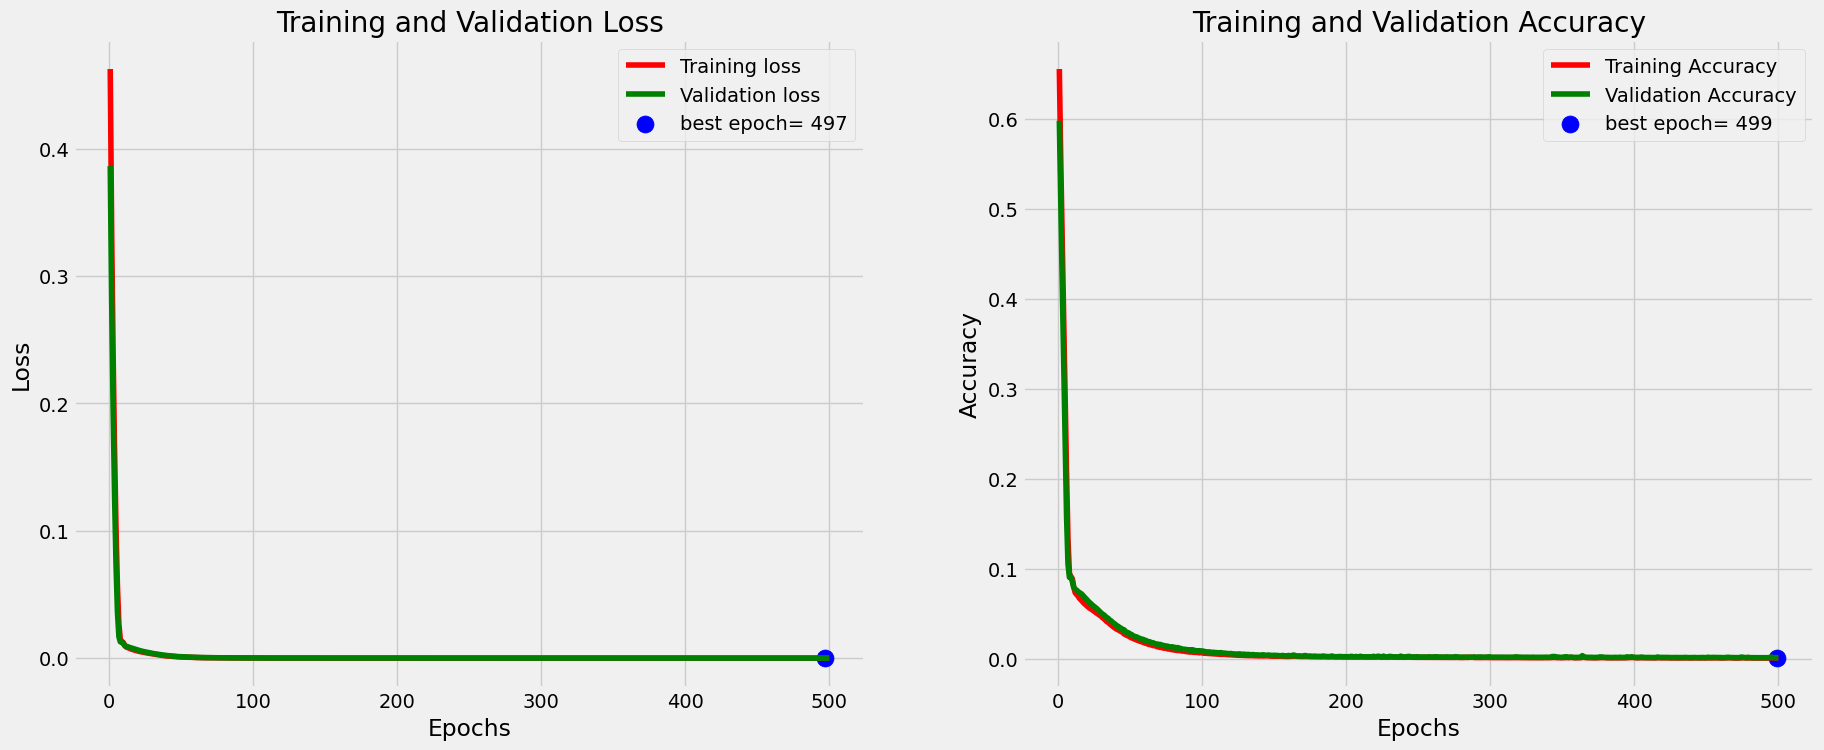 Training and Validation Loss
Training loss
Validation loss
best epoch= 497
Loss
0.4
0.3
0.2
0.1
0.0
0
100
200
300
400
500
Epochs
Training and Validation Accuracy
Training Accuracy
Validation Accuracy
best epoch= 499
Accuracy
0.6
0.5
0.4
0.3
0.2
0.1
0.0
0
100
200
300
400
500
Epochs